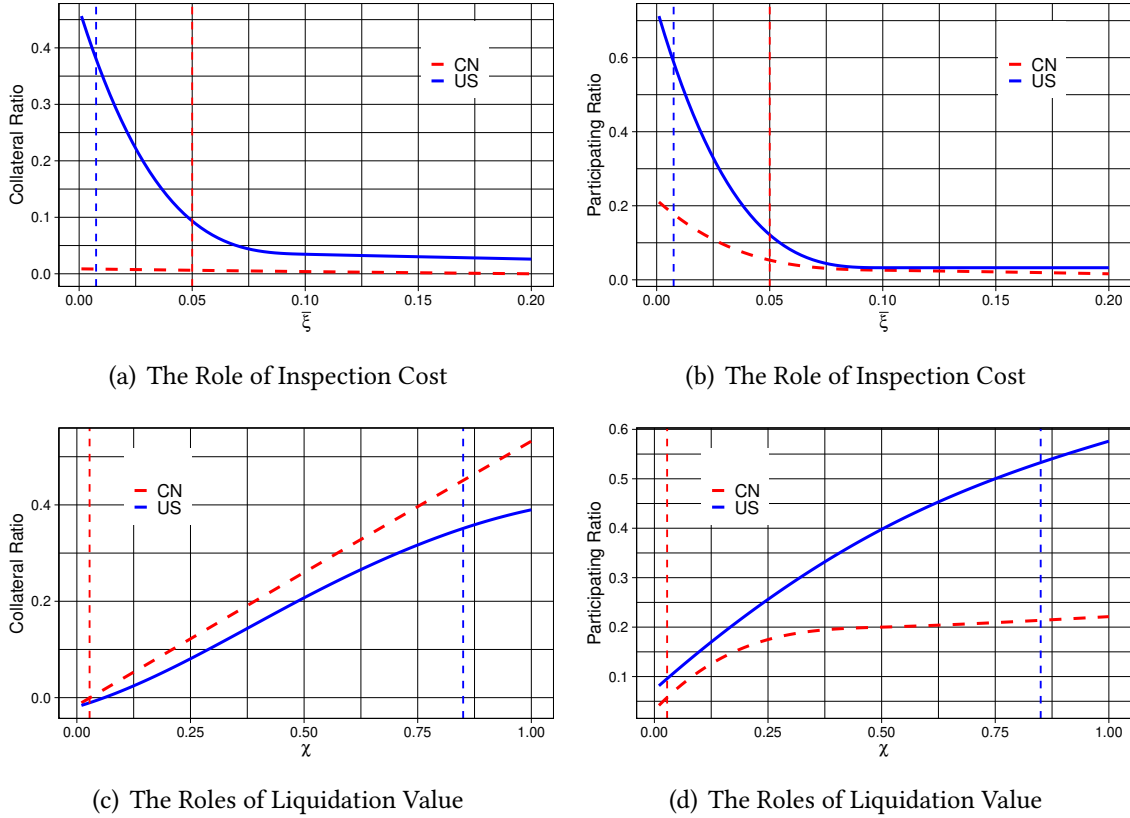 Collateral Ratio
0.4
0.3
0.2
0.1
0.0
CN
US
0.00 0.05 0.10 0.15 0.20
ξ̄
(a) The Role of Inspection Cost
Participating Ratio
0.6
0.4
0.2
0.0
CN
US
0.00 0.05 0.10 0.15 0.20
ξ̄
(b) The Role of Inspection Cost
Collateral Ratio
0.4
0.2
0.0
CN
US
0.00 0.25 0.50 0.75 1.00
χ
(c) The Roles of Liquidation Value
Participating Ratio
0.6
0.5
0.4
0.3
0.2
0.1
CN
US
0.00 0.25 0.50 0.75 1.00
χ
(d) The Roles of Liquidation Value